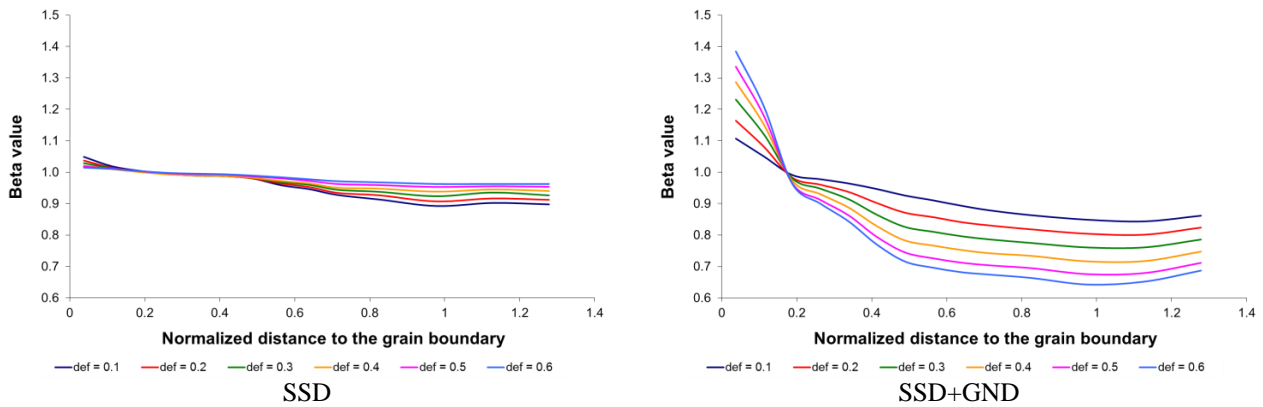 1.5
1.4
1.3
1.2
1.1
1.0
0.9
0.8
0.7
0.6
Beta value
0 0.2 0.4 0.6 0.8 1 1.2 1.4
Normalized distance to the grain boundary
def = 0.1 def = 0.2 def = 0.3 def = 0.4 def = 0.5 def = 0.6
SSD
1.5
1.4
1.3
1.2
1.1
1.0
0.9
0.8
0.7
0.6
Beta value
0 0.2 0.4 0.6 0.8 1 1.2 1.4
Normalized distance to the grain boundary
def = 0.1 def = 0.2 def = 0.3 def = 0.4 def = 0.5 def = 0.6
SSD+GND